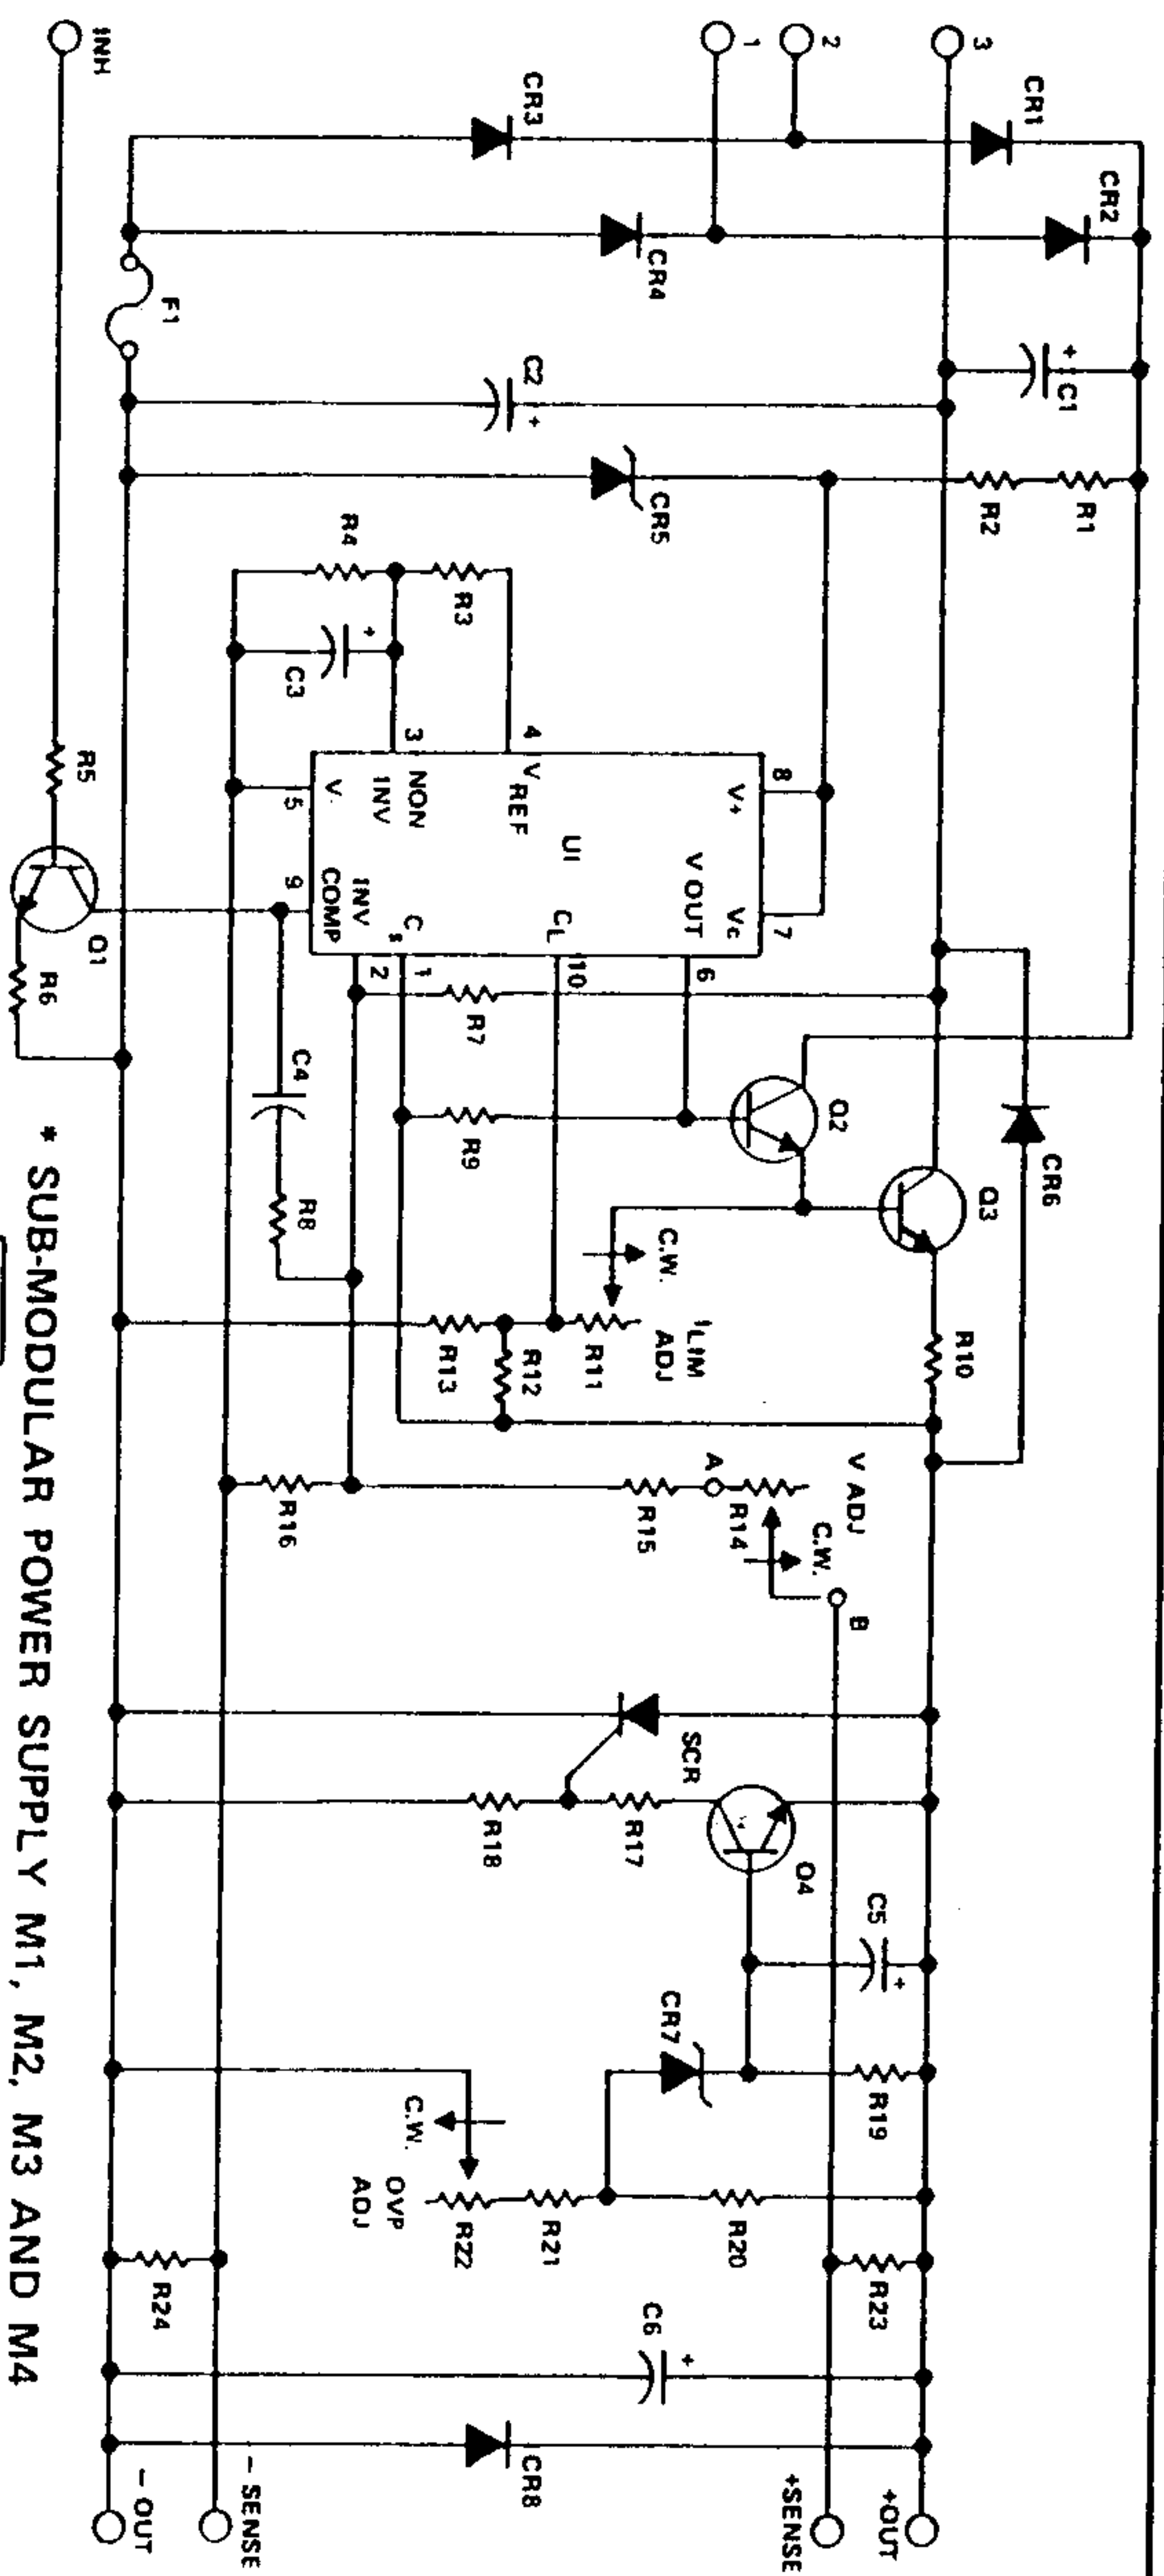 3
2
1
INH
CR1
CR2
CR3
CR4
F1
+
C1
C2
+
R1
R2
CR5
R4
R3
+
C3
R5
Q1
R6
8
V+
7
Vc
V OUT
6
UI
4
V REF
3
NON INV
5
V-
9
COMP
INV
2
Cs
1
CL
10
R7
R9
C4
R8
Q2
Q3
CR6
R10
C.W.
ILIM ADJ
R11
R12
R13
V ADJ
A
R14
C.W.
B
R15
R16
SCR
R17
R18
Q4
C5
+
CR7
R19
C.W.
OVP ADJ
R20
R21
R22
R23
R24
C6
+
CR8
+OUT
+SENSE
- SENSE
- OUT
* SUB-MODULAR POWER SUPPLY M1, M2, M3 AND M4